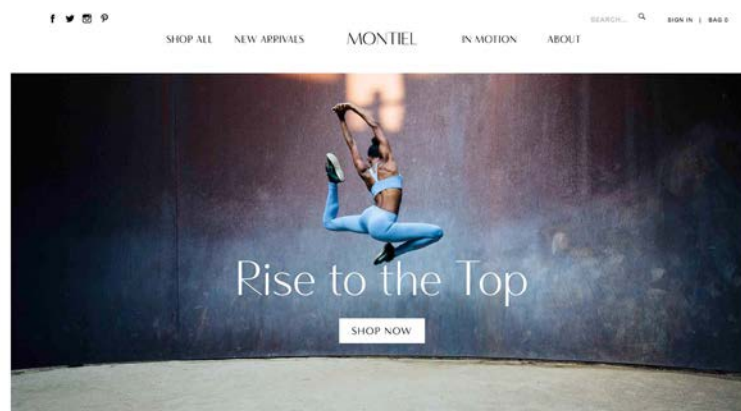 SEARCH...
SIGN IN | BAG 0
SHOP ALL
NEW ARRIVALS
MONTIEL
IN MOTION
ABOUT
Rise to the Top
SHOP NOW